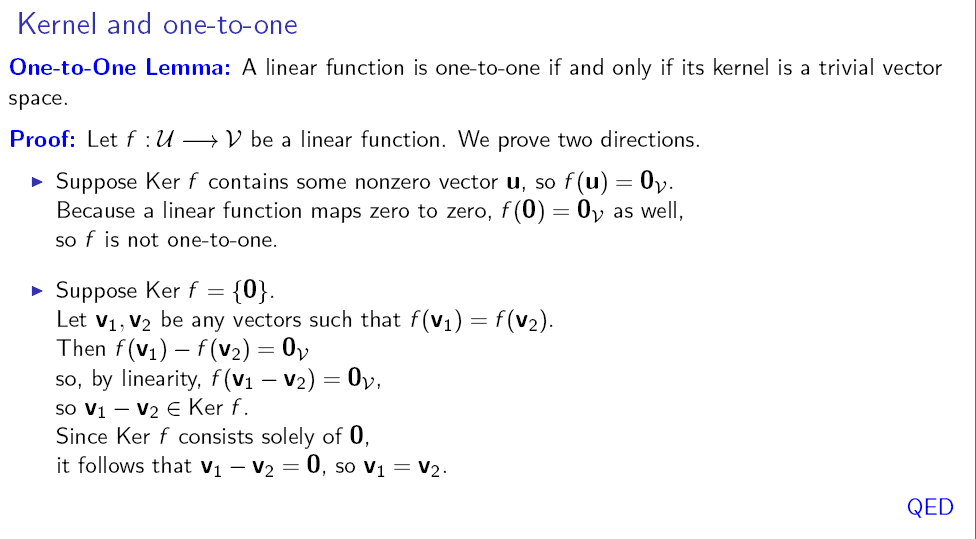 Kernel and one-to-one
One-to-One Lemma: A linear function is one-to-one if and only if its kernel is a trivial vector
space.
Proof: Let f : 𝒰 ⟶ 𝒱 be a linear function. We prove two directions.
▶ Suppose Ker f contains some nonzero vector u, so f(u) = 0𝒱.
Because a linear function maps zero to zero, f(0) = 0𝒱 as well,
so f is not one-to-one.
▶ Suppose Ker f = {0}.
Let v₁, v₂ be any vectors such that f(v₁) = f(v₂).
Then f(v₁) − f(v₂) = 0𝒱
so, by linearity, f(v₁ − v₂) = 0𝒱,
so v₁ − v₂ ∈ Ker f.
Since Ker f consists solely of 0,
it follows that v₁ − v₂ = 0, so v₁ = v₂.
QED